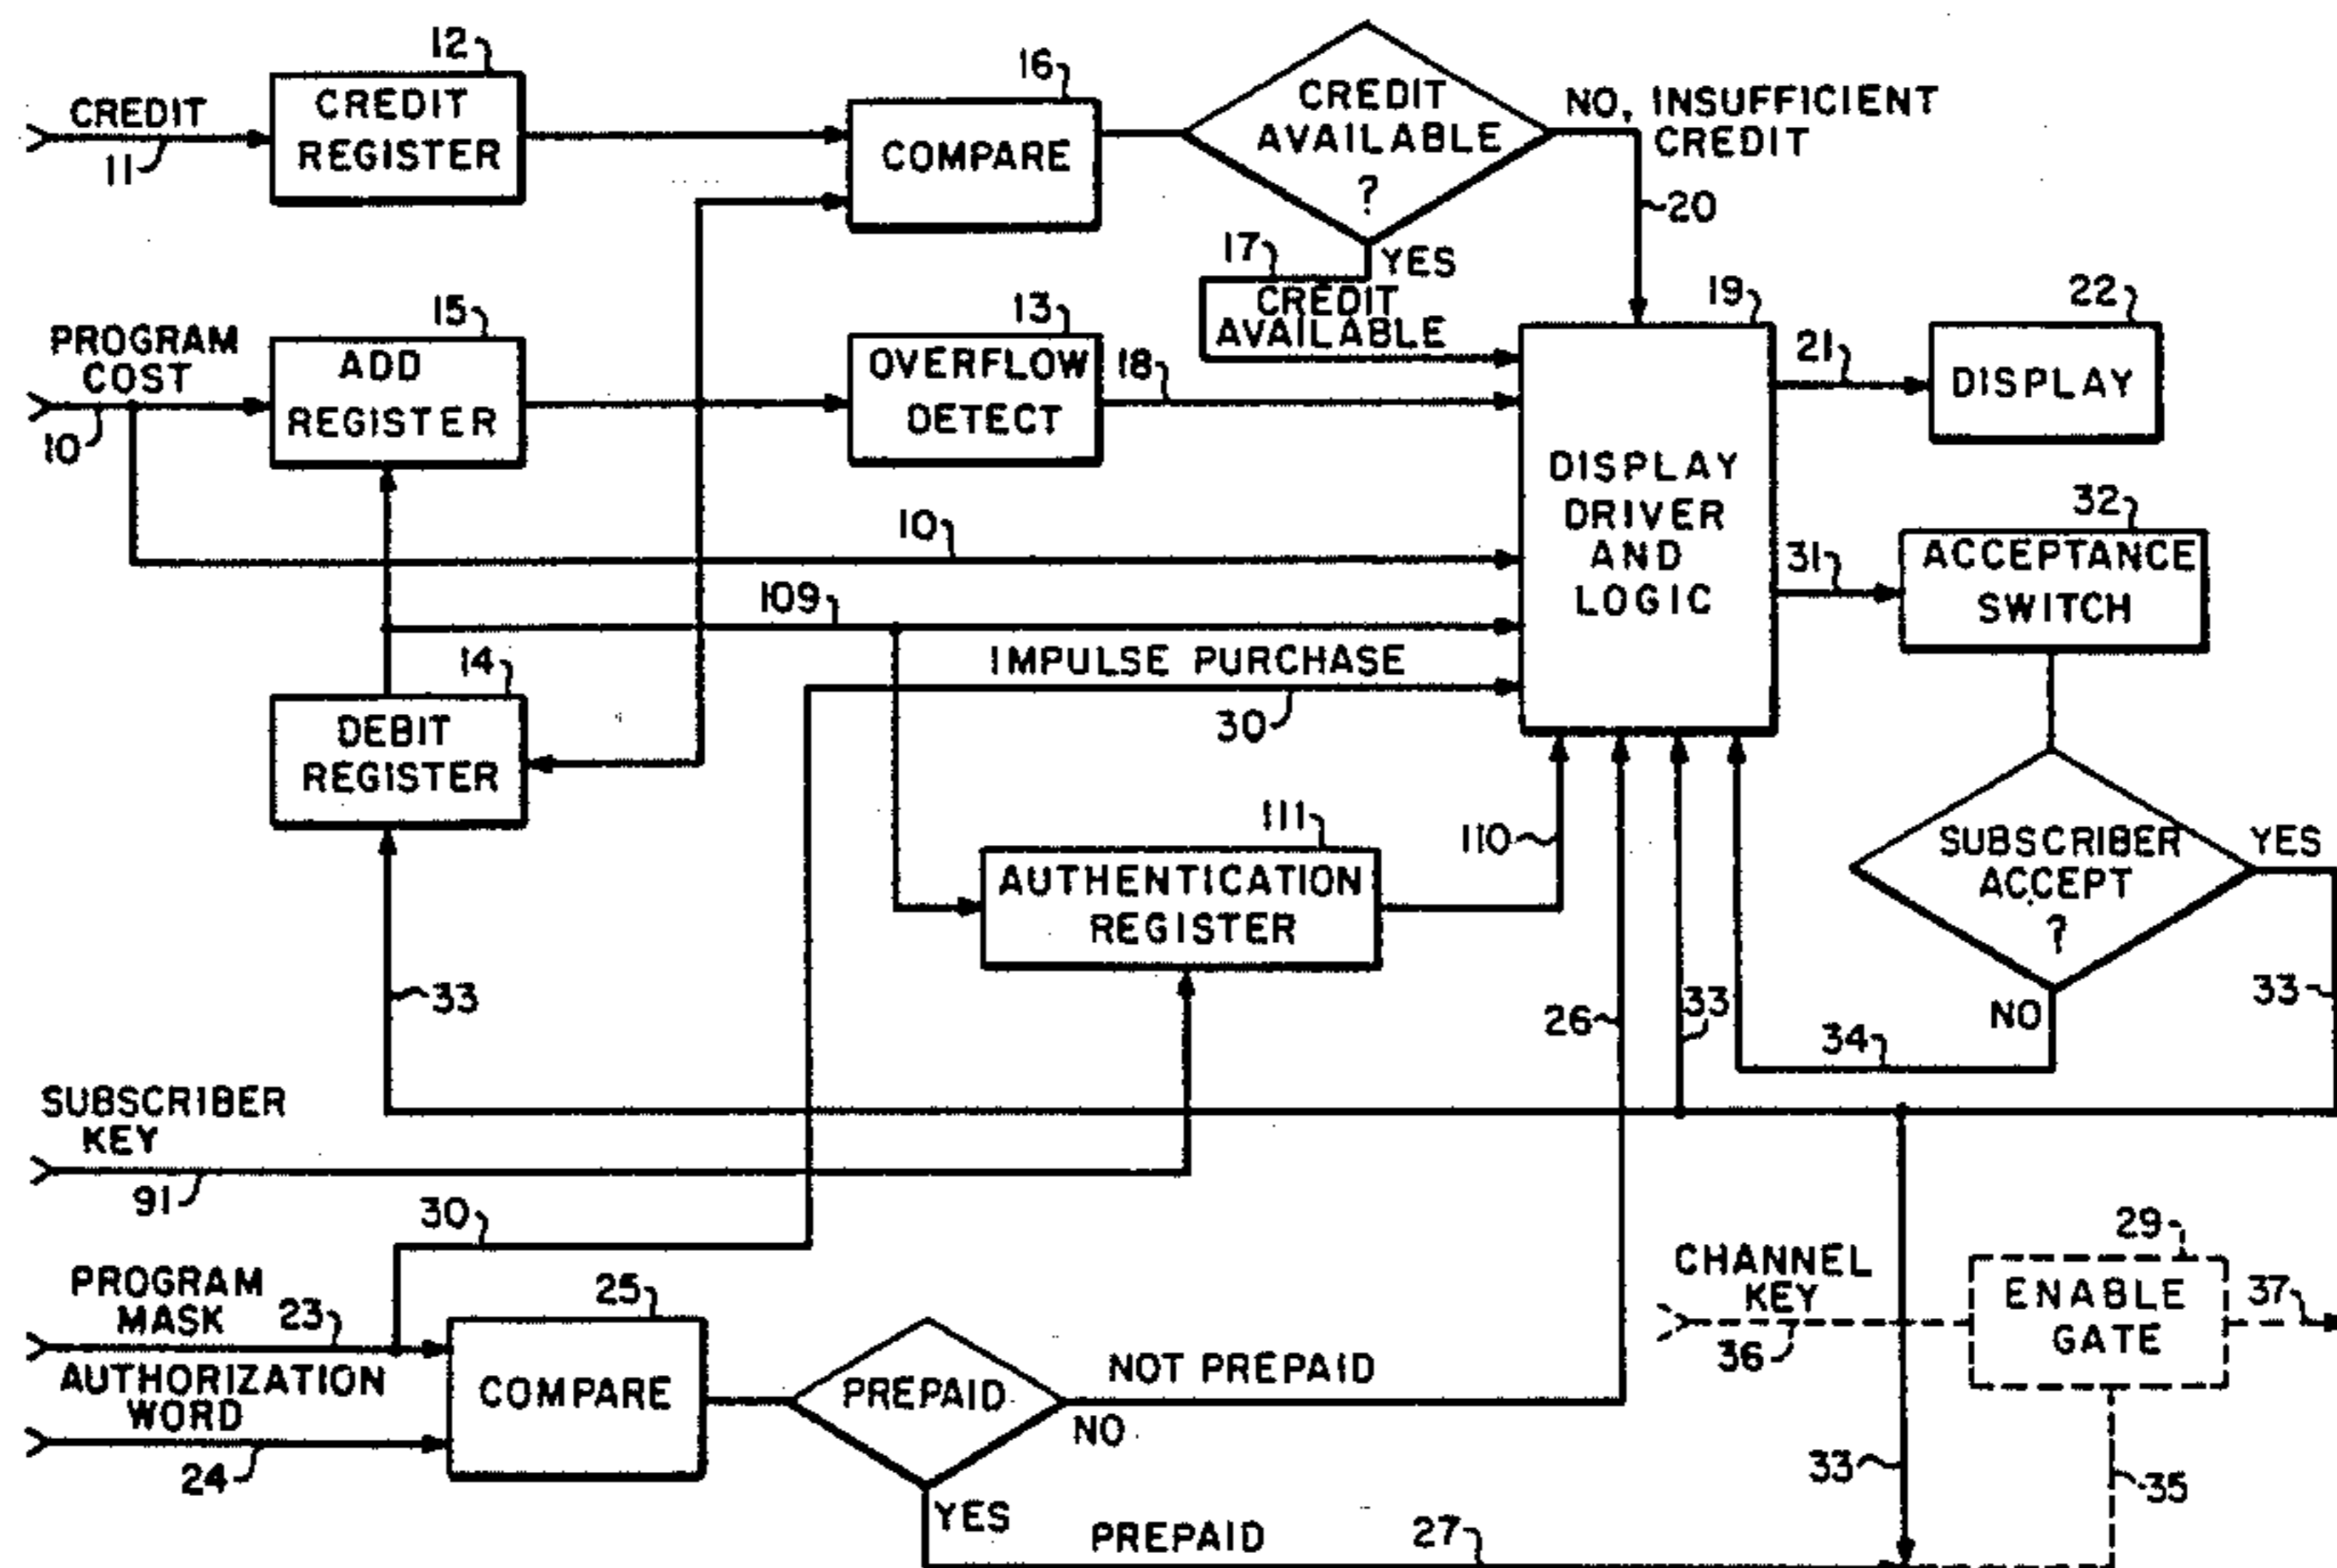 12
CREDIT
11
CREDIT
REGISTER
16
COMPARE
CREDIT
AVAILABLE
?
NO, INSUFFICIENT
CREDIT
20
17
YES
CREDIT
AVAILABLE
PROGRAM
COST
10
15
ADD
REGISTER
13
OVERFLOW
DETECT
18
19
DISPLAY
DRIVER
AND
LOGIC
21
22
DISPLAY
10
109
31
32
ACCEPTANCE
SWITCH
IMPULSE PURCHASE
30
14
DEBIT
REGISTER
111
AUTHENTICATION
REGISTER
110
SUBSCRIBER
ACCEPT
?
YES
33
NO
34
33
26
33
SUBSCRIBER
KEY
91
30
PROGRAM
MASK
23
AUTHORIZATION
WORD
24
25
COMPARE
PREPAID
NOT PREPAID
NO
YES
PREPAID
27
CHANNEL
KEY
36
29
ENABLE
GATE
37
33
35